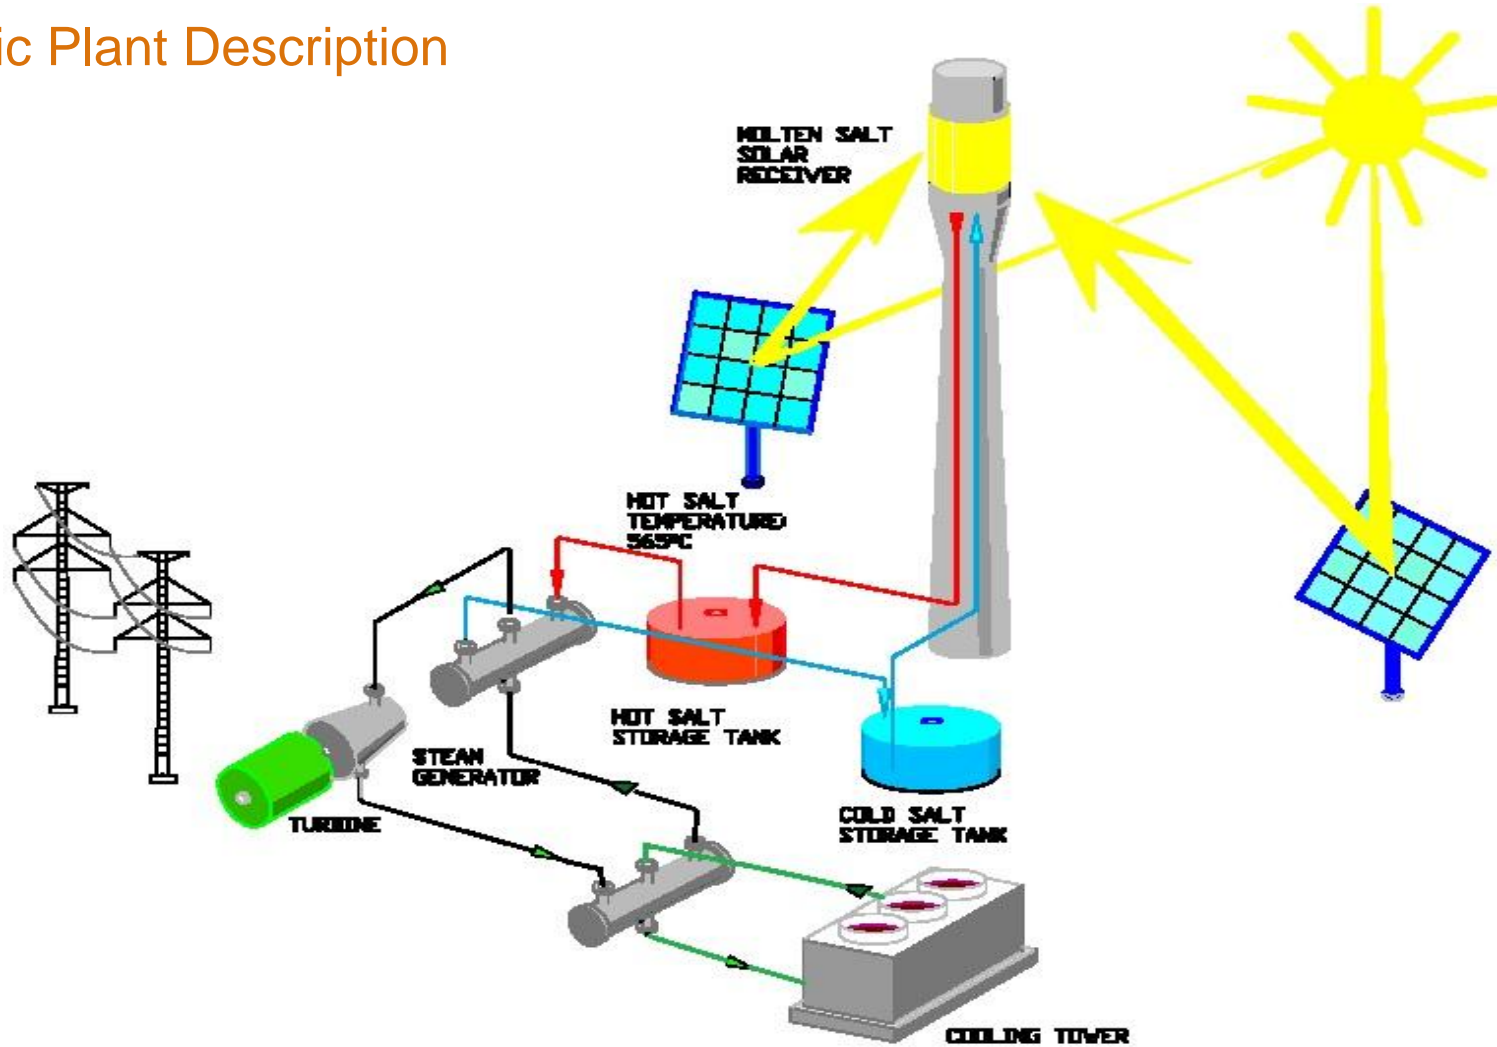 ic Plant Description
MOLTEN SALT
SOLAR
RECEIVER
HOT SALT
TEMPERATURE)
565ºC
HOT SALT
STORAGE TANK
STEAM
GENERATOR
TURBINE
COLD SALT
STORAGE TANK
COOLING TOWER